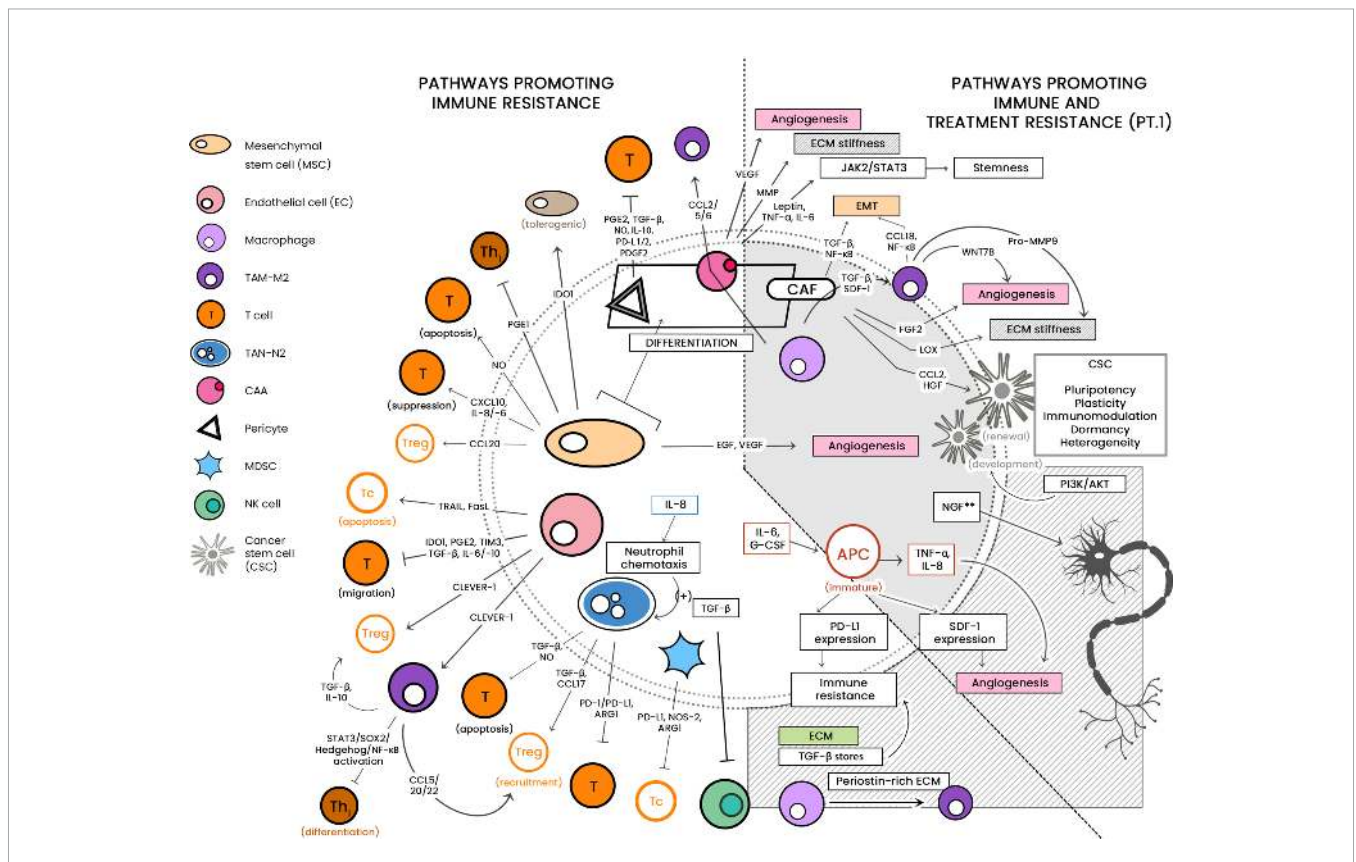 PATHWAYS PROMOTING
IMMUNE RESISTANCE
PATHWAYS PROMOTING
IMMUNE AND
TREATMENT RESISTANCE (PT.1)
Mesenchymal
stem cell (MSC)
Endothelial cell (EC)
Macrophage
TAM-M2
T
T cell
TAN-N2
CAA
Pericyte
MDSC
NK cell
Cancer
stem cell
(CSC)
T
(tolerogenic)
PGE2, TGF-β,
NO, IL-10,
PD-L1/2,
PDGF2
CCL2/
5/6
VEGF
MMP
Leptin,
TNF-α, IL-6
Angiogenesis
ECM stiffness
JAK2/STAT3
Stemness
EMT
TGF-β,
NF-κB
CCL18,
NF-κB
WNT7B
Pro-MMP9
CAF
TGF-β,
SDF-1
Angiogenesis
ECM stiffness
FGF2
LOX
CCL2,
HGF
DIFFERENTIATION
Th1
IDO1
PGE1
T
(apoptosis)
NO
T
(suppression)
CXCL10,
IL-8/-6
Treg
CCL20
EGF, VEGF
Angiogenesis
CSC
Pluripotency
Plasticity
Immunomodulation
Dormancy
Heterogeneity
(renewal)
(development)
PI3K/AKT
NGF**
Tc
(apoptosis)
TRAIL, FasL
T
(migration)
IDO1, PGE2, TIM3,
TGF-β, IL-6/-10
IL-8
Neutrophil
chemotaxis
(+)
TGF-β
IL-6,
G-CSF
APC
(immature)
TNF-α,
IL-8
PD-L1
expression
SDF-1
expression
Immune
resistance
Angiogenesis
CLEVER-1
CLEVER-1
Treg
TGF-β,
IL-10
STAT3/SOX2/
Hedgehog/NF-κB
activation
Th1
(differentiation)
CCL5/
20/22
T
(apoptosis)
TGF-β,
NO
TGF-β,
CCL17
Treg
(recruitment)
PD-1/PD-L1,
ARG1
T
PD-L1, NOS-2,
ARG1
Tc
ECM
TGF-β stores
Periostin-rich ECM